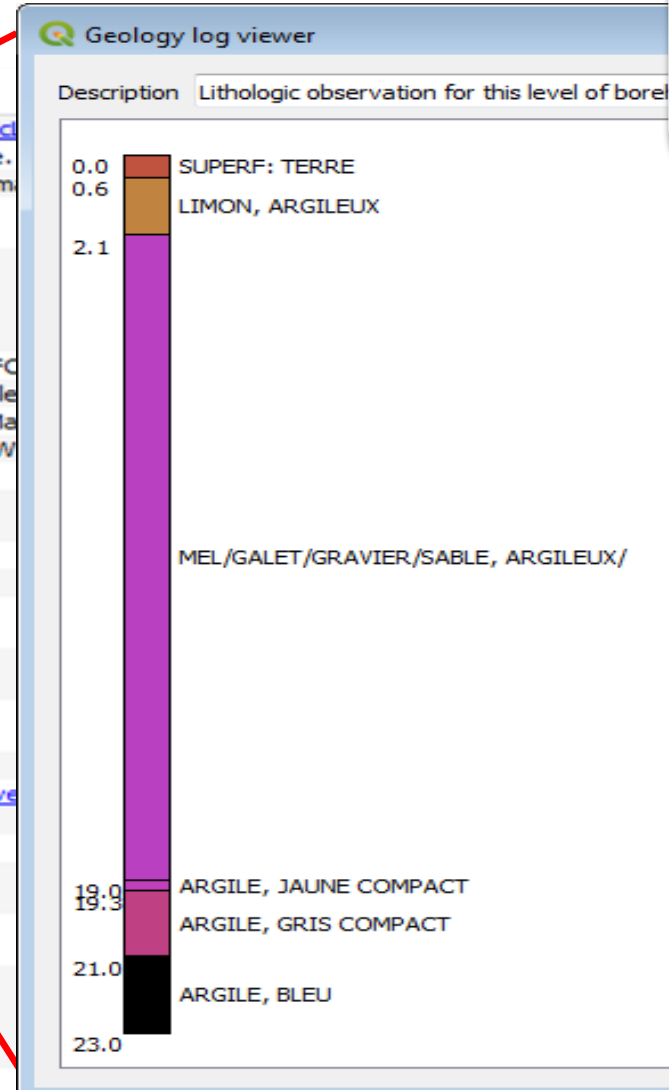 Geology log viewer
Description Lithologic observation for this level of boreh
0.0 SUPERF: TERRE
0.6
LIMON, ARGILEUX
2.1
MEL/GALET/GRAVIER/SABLE, ARGILEUX/
19.0 ARGILE, JAUNE COMPACT
19.3
ARGILE, GRIS COMPACT
21.0
ARGILE, BLEU
23.0